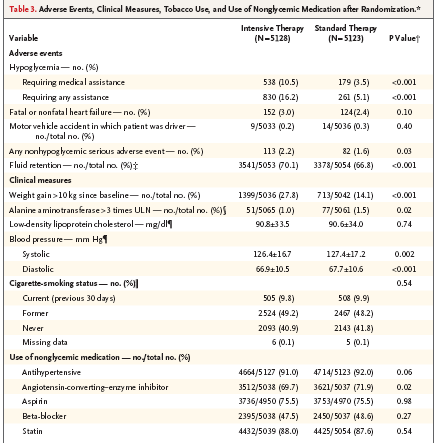 Table 3. Adverse Events, Clinical Measures, Tobacco Use, and Use of Nonglycemic Medication after Randomization.*
Variable Intensive Therapy (N=5128) Standard Therapy (N=5123) P Value†
Adverse events
Hypoglycemia — no. (%)
Requiring medical assistance 538 (10.5) 179 (3.5) <0.001
Requiring any assistance 830 (16.2) 261 (5.1) <0.001
Fatal or nonfatal heart failure — no. (%) 152 (3.0) 124(2.4) 0.10
Motor vehicle accident in which patient was driver — no./total no. (%) 9/5033 (0.2) 14/5036 (0.3) 0.40
Any nonhypoglycemic serious adverse event — no. (%) 113 (2.2) 82 (1.6) 0.03
Fluid retention — no./total no. (%)‡ 3541/5053 (70.1) 3378/5054 (66.8) <0.001
Clinical measures
Weight gain >10 kg since baseline — no./total no. (%) 1399/5036 (27.8) 713/5042 (14.1) <0.001
Alanine aminotransferase >3 times ULN — no./total no. (%)§ 51/5065 (1.0) 77/5061 (1.5) 0.02
Low-density lipoprotein cholesterol — mg/dl¶ 90.8±33.5 90.6±34.0 0.74
Blood pressure — mm Hg¶
Systolic 126.4±16.7 127.4±17.2 0.002
Diastolic 66.9±10.5 67.7±10.6 <0.001
Cigarette-smoking status — no. (%)‖ 0.54
Current (previous 30 days) 505 (9.8) 508 (9.9)
Former 2524 (49.2) 2467 (48.2)
Never 2093 (40.9) 2143 (41.8)
Missing data 6 (0.1) 5 (0.1)
Use of nonglycemic medication — no./total no. (%)
Antihypertensive 4664/5127 (91.0) 4714/5123 (92.0) 0.06
Angiotensin-converting–enzyme inhibitor 3512/5038 (69.7) 3621/5037 (71.9) 0.02
Aspirin 3736/4950 (75.5) 3753/4970 (75.5) 0.98
Beta-blocker 2395/5038 (47.5) 2450/5037 (48.6) 0.27
Statin 4432/5039 (88.0) 4425/5054 (87.6) 0.54